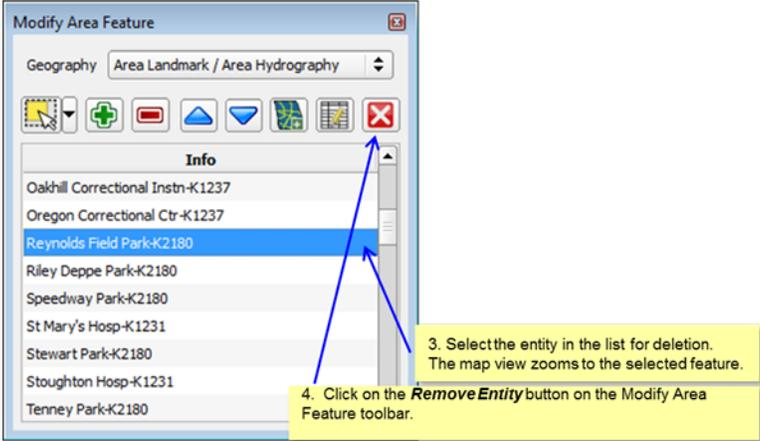 Modify Area Feature
Geography Area Landmark / Area Hydrography
Info
Oakhill Correctional Instn-K1237
Oregon Correctional Ctr-K1237
Reynolds Field Park-K2180
Riley Deppe Park-K2180
Speedway Park-K2180
St Mary's Hosp-K1231
Stewart Park-K2180
Stoughton Hosp-K1231
Tenney Park-K2180
3. Select the entity in the list for deletion.
The map view zooms to the selected feature.
4. Click on the Remove Entity button on the Modify Area
Feature toolbar.